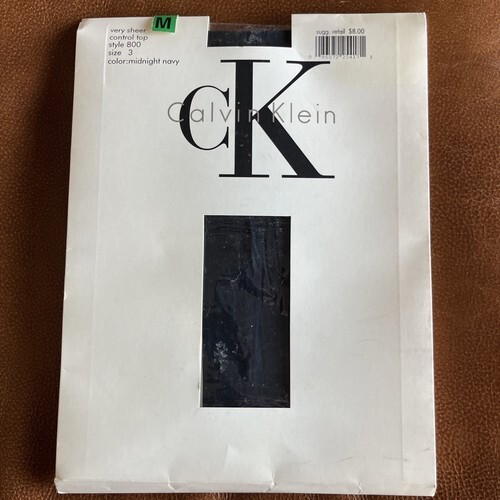 very sheer
control top
style 800
size 3
color:midnight navy
M
sugg. retail $8.00
cK
Calvin Klein